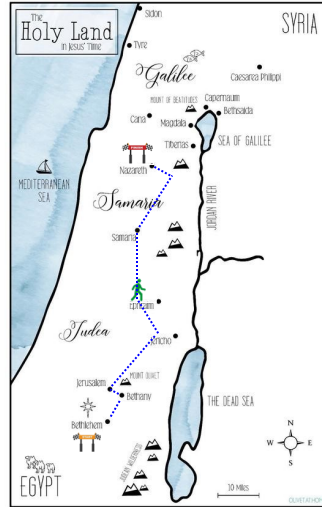 The
Holy Land
in Jesus' Time
SYRIA
Sidon
Tyre
Galilee
Caesarea Philippi
MOUNT OF BEATITUDES
Capernaum
Bethsaida
Cana
Magdala
Tiberias
SEA OF GALILEE
Nazareth
MEDITERRANEAN
SEA
Samaria
JORDAN RIVER
Samaria
Ephraim
Judea
Jericho
MOUNT OLIVET
Jerusalem
Bethany
THE DEAD SEA
Bethlehem
JUDEAN WILDERNESS
N
W
E
S
EGYPT
10 Miles